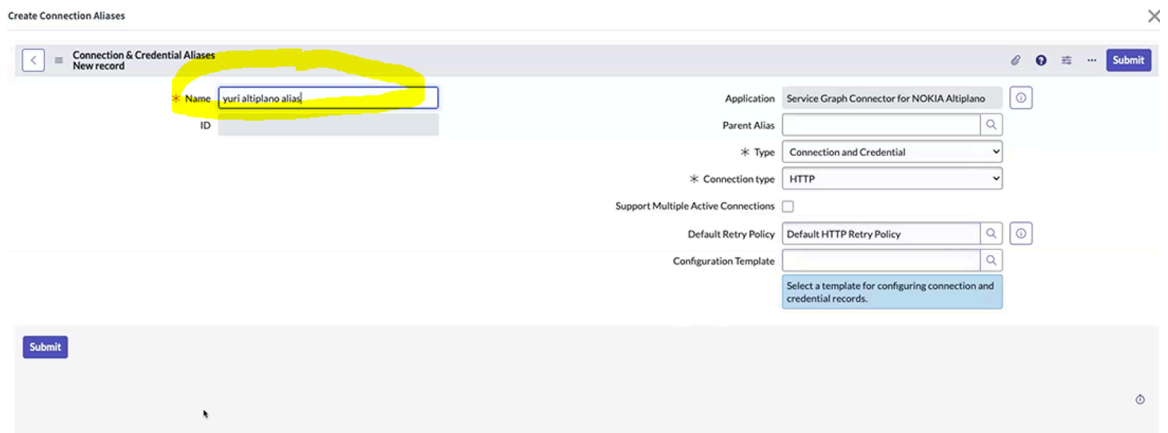 Create Connection Aliases
Connection & Credential Aliases
New record
Submit
* Name yuri altiplano alias
ID
Application Service Graph Connector for NOKIA Altiplano
Parent Alias
* Type Connection and Credential
* Connection type HTTP
Support Multiple Active Connections
Default Retry Policy Default HTTP Retry Policy
Configuration Template
Select a template for configuring connection and
credential records.
Submit